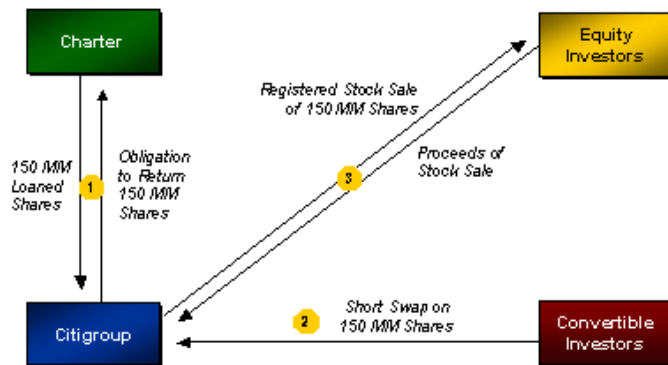 Charter
Equity
Investors
Registered Stock Sale
of 150 MM Shares
Proceeds of
Stock Sale
150 MM
Loaned
Shares
1
Obligation
to Return
150 MM
Shares
3
2
Short Swap on
150 MM Shares
Citigroup
Convertible
Investors